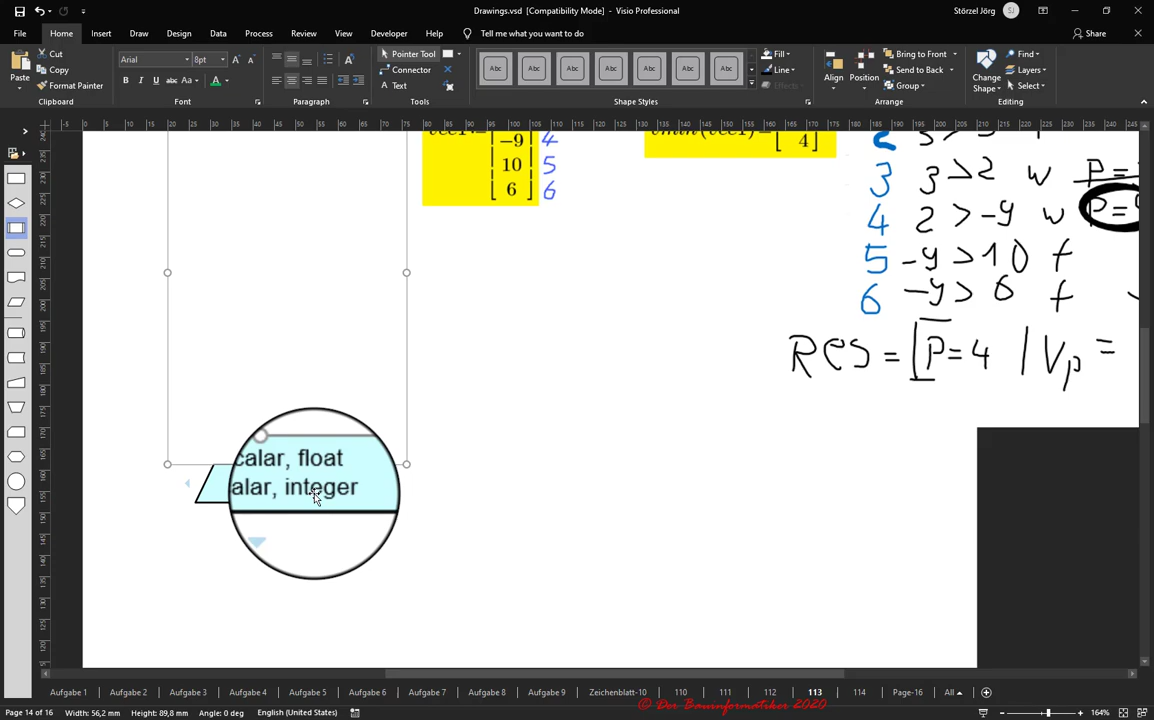 Drawings.vsd [Compatibility Mode] - Visio Professional
Störzel Jörg
SJ
File Home Insert Draw Design Data Process Review View Developer Help Tell me what you want to do
Share
Paste
Cut
Copy
Format Painter
Clipboard
Arial 8pt
B I U abc Aa A
Font
Paragraph
Pointer Tool
Connector
Text
Tools
Abc Abc Abc Abc Abc Abc Abc
Shape Styles
Fill
Line
Effects
Align Position
Bring to Front
Send to Back
Group
Arrange
Change Shape
Find
Layers
Select
Editing
-9 4
10 5
6 6
4
3 3 > 2 w P=
4 2 > -9 w P=
5 -9 > 10 f
6 -9 > 6 f
Res = [P=4 | Vp =
calar, float
alar, integer
Aufgabe 1 Aufgabe 2 Aufgabe 3 Aufgabe 4 Aufgabe 5 Aufgabe 6 Aufgabe 7 Aufgabe 8 Aufgabe 9 Zeichenblatt-10 110 111 112 113 114 Page-16 All
© Der Bauinformatiker 2020
Page 14 of 16 Width: 56,2 mm Height: 89,8 mm Angle: 0 deg English (United States) 164%